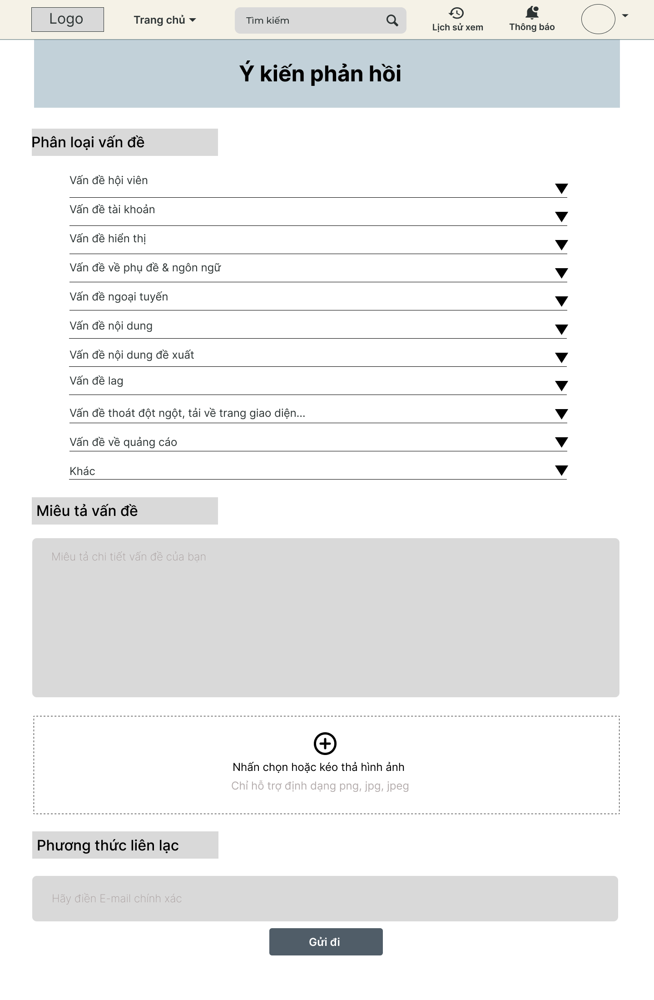 Logo
Trang chủ
Tìm kiếm
Lịch sử xem
Thông báo
Ý kiến phản hồi
Phân loại vấn đề
Vấn đề hội viên
Vấn đề tài khoản
Vấn đề hiển thị
Vấn đề về phụ đề & ngôn ngữ
Vấn đề ngoại tuyến
Vấn đề nội dung
Vấn đề nội dung đề xuất
Vấn đề lag
Vấn đề thoát đột ngột, tải về trang giao diện...
Vấn đề về quảng cáo
Khác
Miêu tả vấn đề
Miêu tả chi tiết vấn đề của bạn
Nhấn chọn hoặc kéo thả hình ảnh
Chỉ hỗ trợ định dạng png, jpg, jpeg
Phương thức liên lạc
Hãy điền E-mail chính xác
Gửi đi